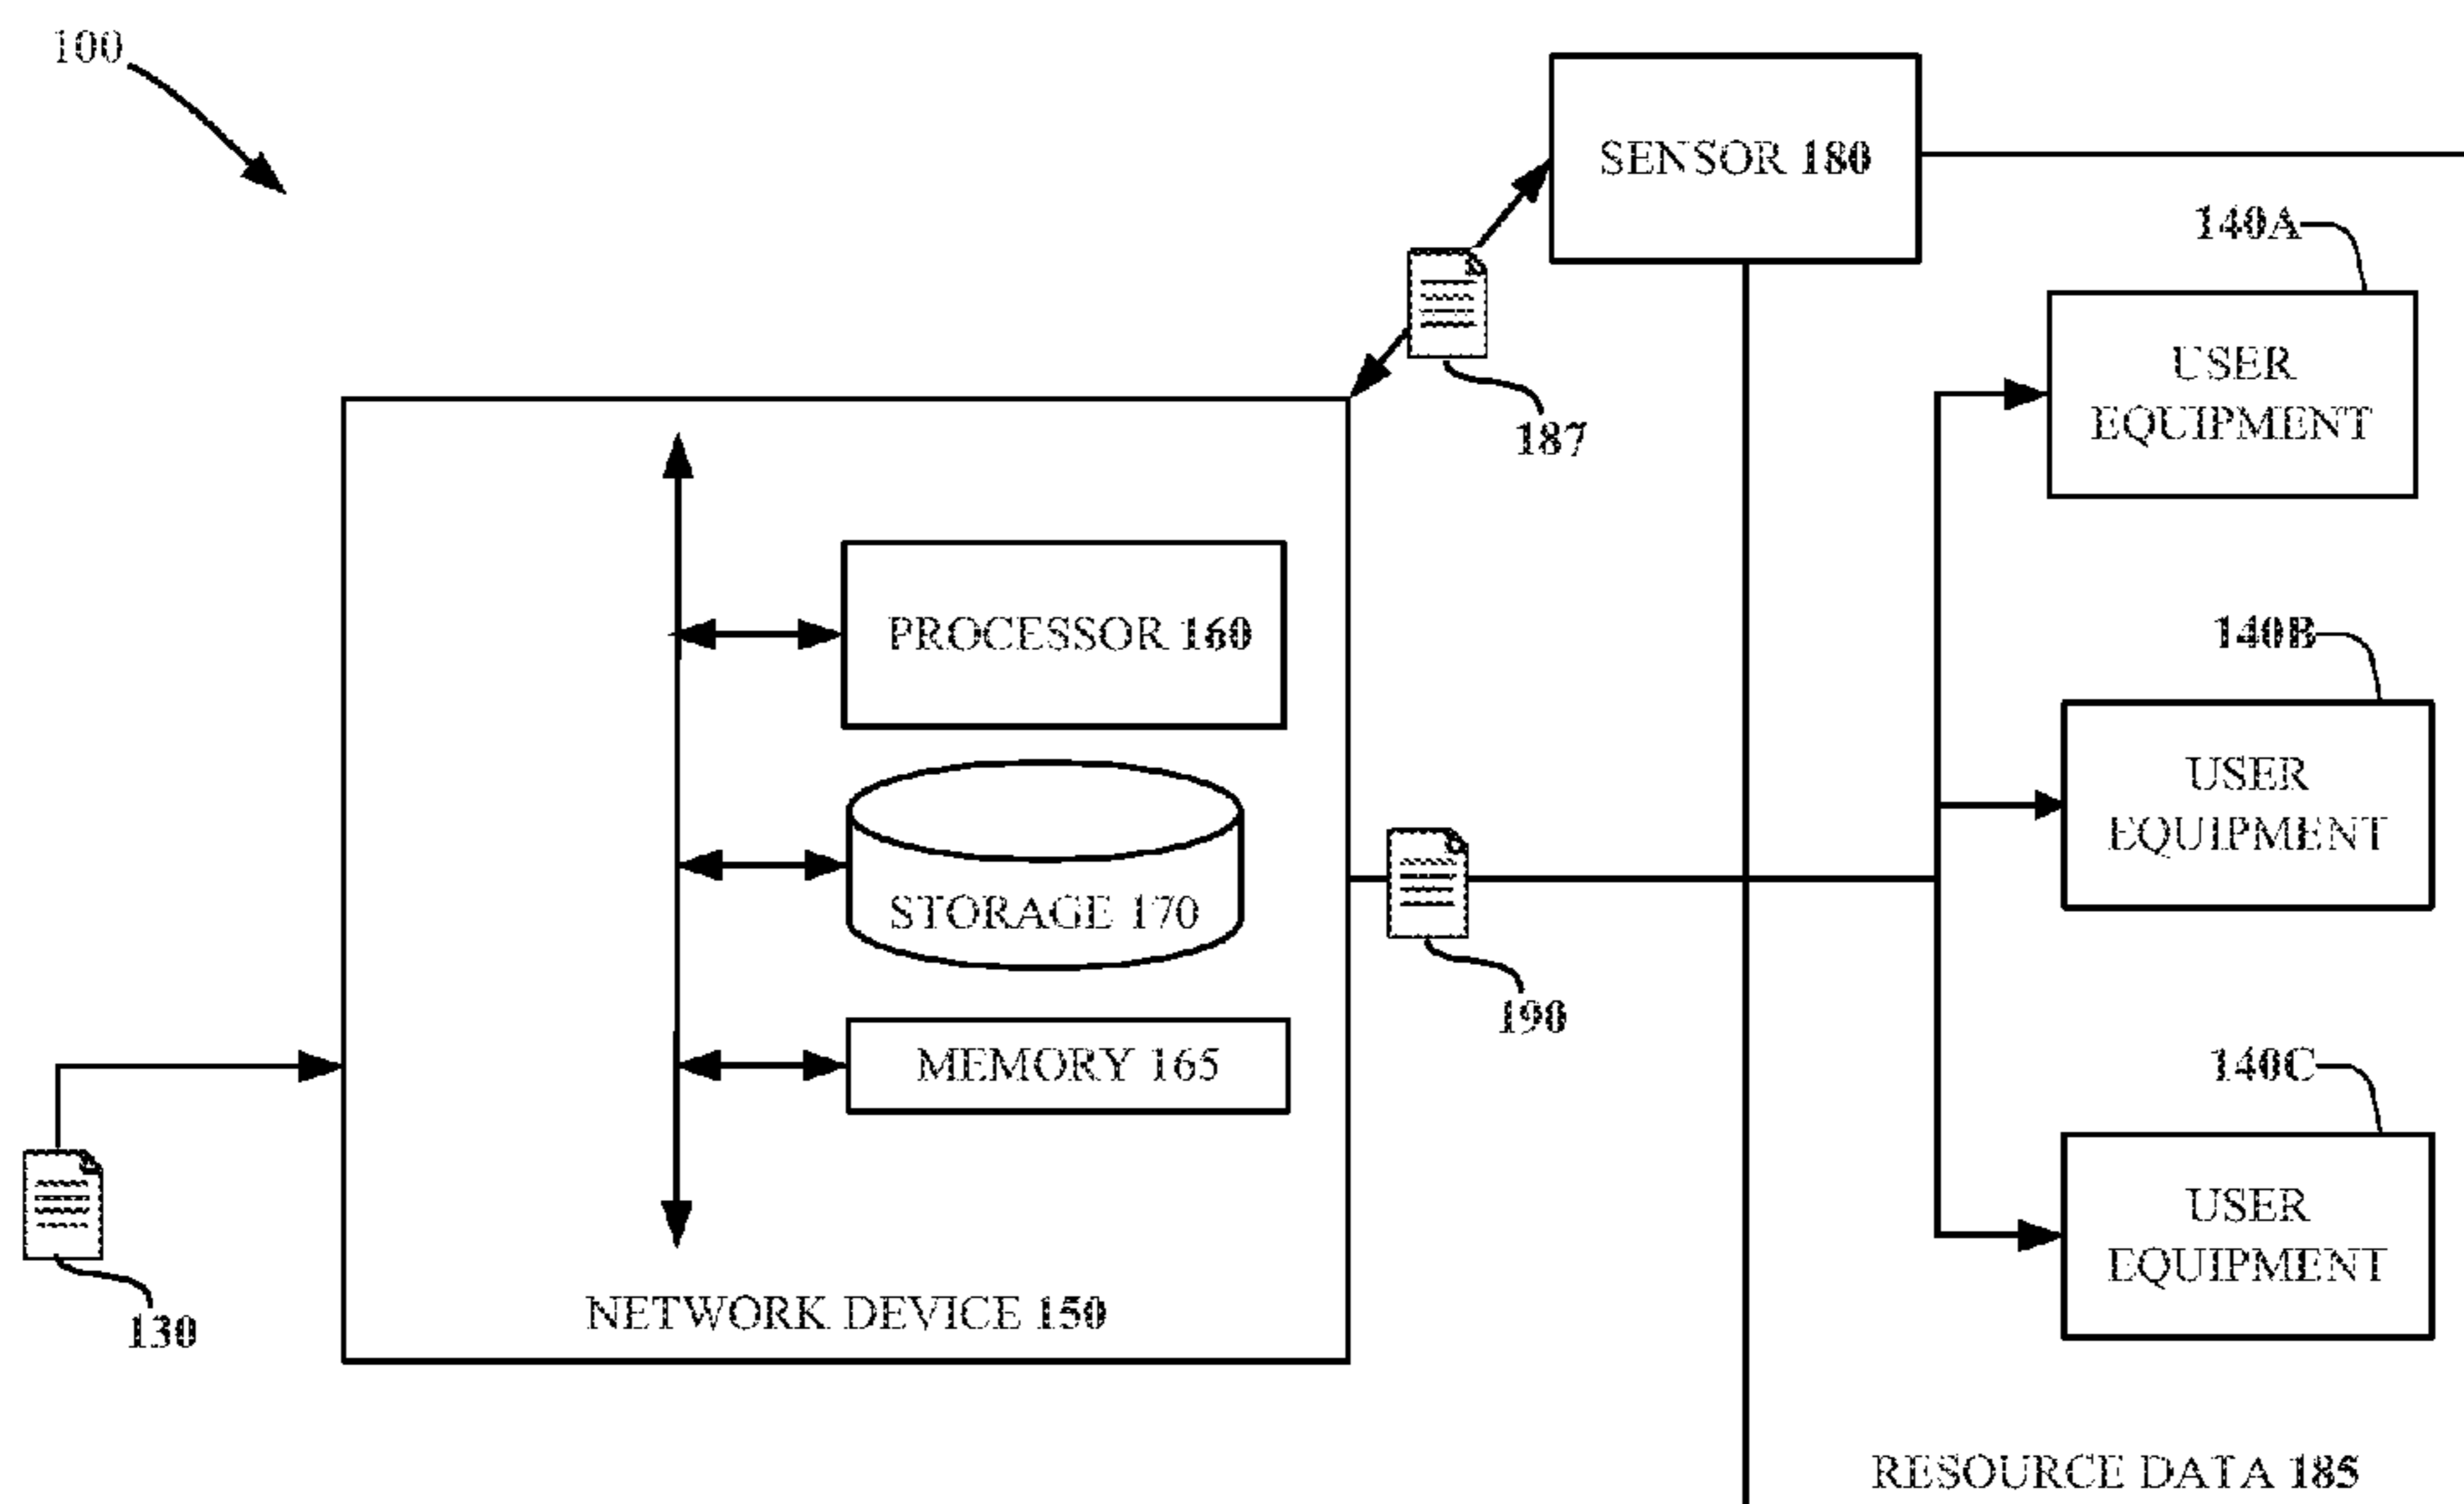 100
SENSOR 180
140A
USER
EQUIPMENT
187
PROCESSOR 160
140B
USER
EQUIPMENT
STORAGE 170
190
MEMORY 165
140C
USER
EQUIPMENT
130
NETWORK DEVICE 150
RESOURCE DATA 185